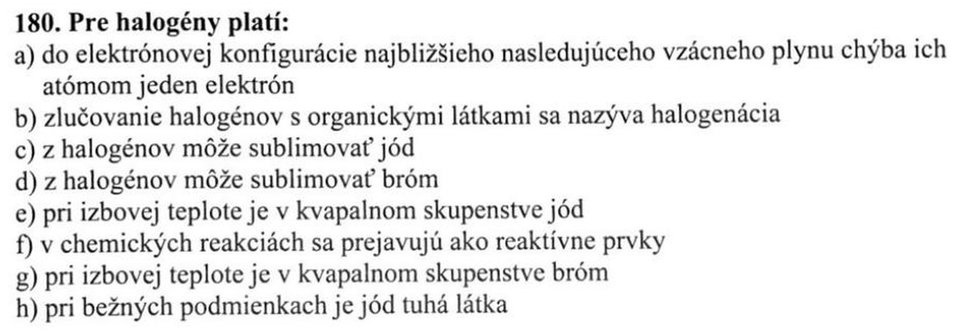 180. Pre halogény platí:
a) do elektrónovej konfigurácie najbližšieho nasledujúceho vzácneho plynu chýba ich
atómom jeden elektrón
b) zlučovanie halogénov s organickými látkami sa nazýva halogenácia
c) z halogénov môže sublimovať jód
d) z halogénov môže sublimovať bróm
e) pri izbovej teplote je v kvapalnom skupenstve jód
f) v chemických reakciách sa prejavujú ako reaktívne prvky
g) pri izbovej teplote je v kvapalnom skupenstve bróm
h) pri bežných podmienkach je jód tuhá látka